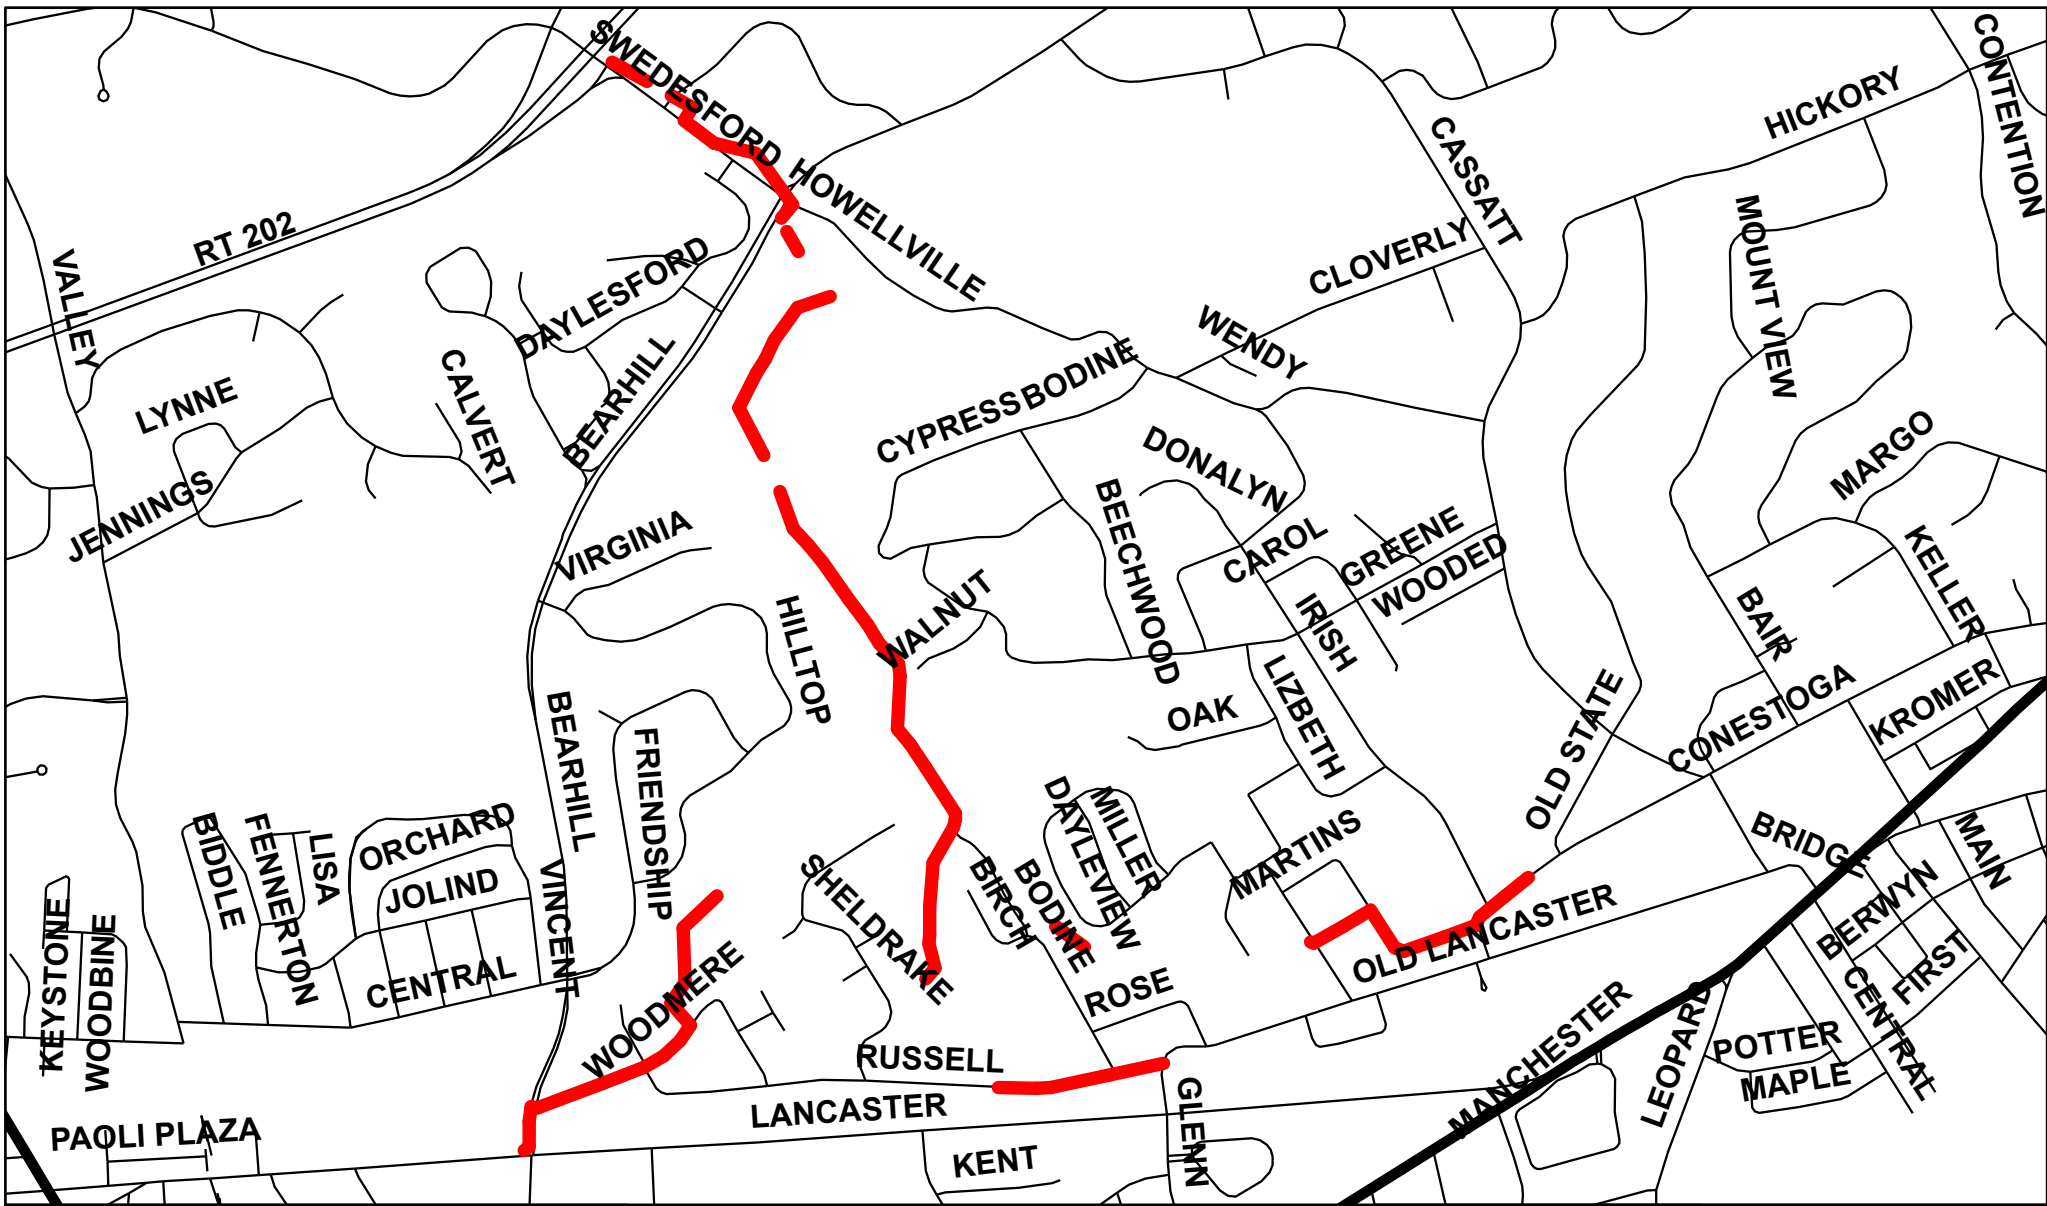 SWEDESFORD
CONTENTION
HICKORY
CASSATT
HOWELLVILLE
RT 202
MOUNT VIEW
CLOVERLY
VALLEY
DAYLESFORD
WENDY
BEARHILL
CALVERT
CYPRESS
BODINE
LYNNE
DONALYN
MARGO
JENNINGS
VIRGINIA
BEECHWOOD
CAROL
GREENE
WOODED
KELLER
HILLTOP
WALNUT
IRISH
BAIR
LIZBETH
OAK
OLD STATE
CONESTOGA
KROMER
BEARHILL
FRIENDSHIP
DAYLEVIEW
MILLER
MARTINS
BRIDGE
MAIN
BIDDLE
FENNERTON
LISA
ORCHARD
JOLIND
VINCENT
SHELDRAKE
BIRCH
BODINE
BERWYN
OLD LANCASTER
KEYSTONE
WOODBINE
CENTRAL
WOODMERE
ROSE
FIRST
B CENTRAL
MANCHESTER
LEOPARD
POTTER
MAPLE
RUSSELL
LANCASTER
GLENN
PAOLI PLAZA
KENT